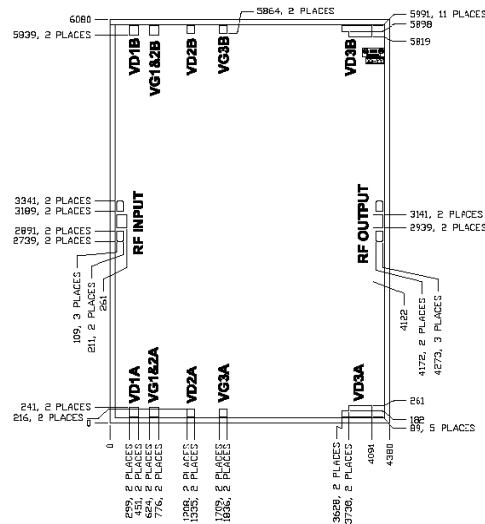 6080
5864, 2 PLACES
5991, 11 PLACES
5898
5839, 2 PLACES
5819
VD1B
VG1&2B
VD2B
VG3B
VD3B
3341, 2 PLACES
3189, 2 PLACES
2891, 2 PLACES
2739, 2 PLACES
RF INPUT
RF OUTPUT
3141, 2 PLACES
2939, 2 PLACES
109, 3 PLACES
211, 2 PLACES
261
4122
4172, 2 PLACES
4273, 3 PLACES
VD1A
VG1&2A
VD2A
VG3A
VD3A
241, 2 PLACES
216, 2 PLACES
0
261
182
89, 5 PLACES
0
299, 2 PLACES
451, 2 PLACES
624, 2 PLACES
776, 2 PLACES
1208, 2 PLACES
1335, 2 PLACES
1709, 2 PLACES
1836, 2 PLACES
3628, 2 PLACES
3738, 2 PLACES
4091
4380